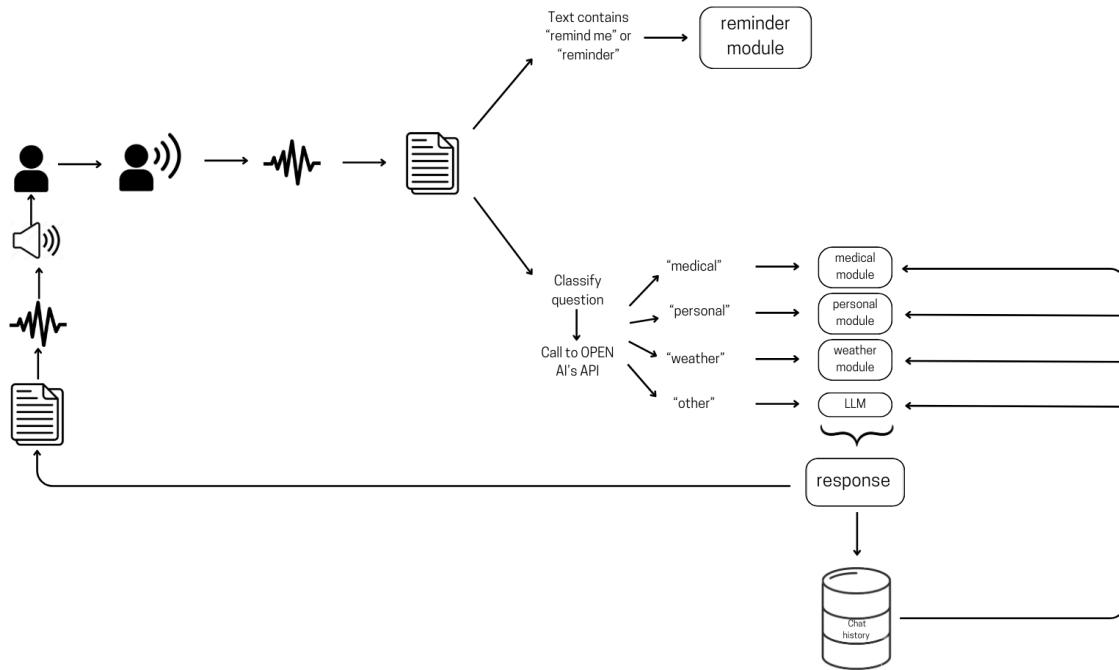 Text contains
“remind me” or
“reminder”
reminder
module
Classify
question
Call to OPEN
AI's API
“medical”
“personal”
“weather”
“other”
medical
module
personal
module
weather
module
LLM
response
Chat
history